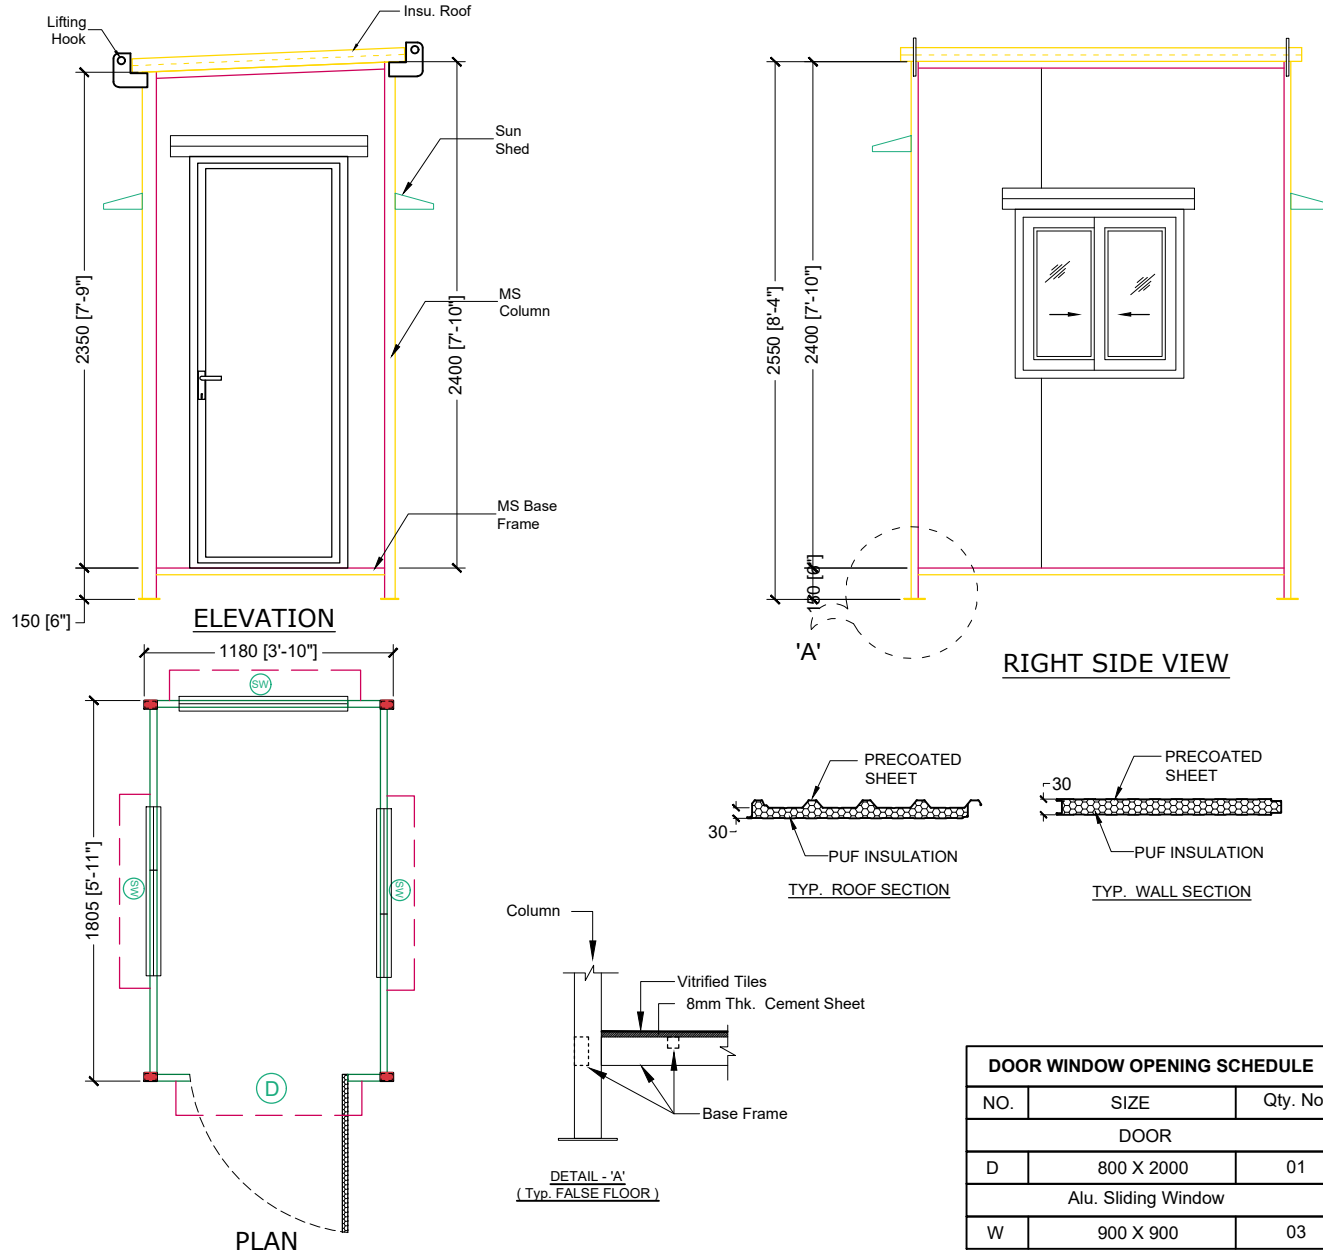 Lifting
Hook
Insu. Roof
Sun
Shed
MS
Column
MS Base
Frame
2350 [7'-9"]
2400 [7'-10"]
150 [6"]
ELEVATION
2550 [8'-4"]
2400 [7'-10"]
150 [6"]
'A'
RIGHT SIDE VIEW
1180 [3'-10"]
1805 [5'-11"]
SW
SW
SW
D
PLAN
PRECOATED
SHEET
30
PUF INSULATION
TYP. ROOF SECTION
PRECOATED
SHEET
30
PUF INSULATION
TYP. WALL SECTION
Column
Vitrified Tiles
8mm Thk. Cement Sheet
Base Frame
DETAIL - 'A'
( Typ. FALSE FLOOR )
DOOR WINDOW OPENING SCHEDULE
NO. SIZE Qty. No
DOOR
D 800 X 2000 01
Alu. Sliding Window
W 900 X 900 03